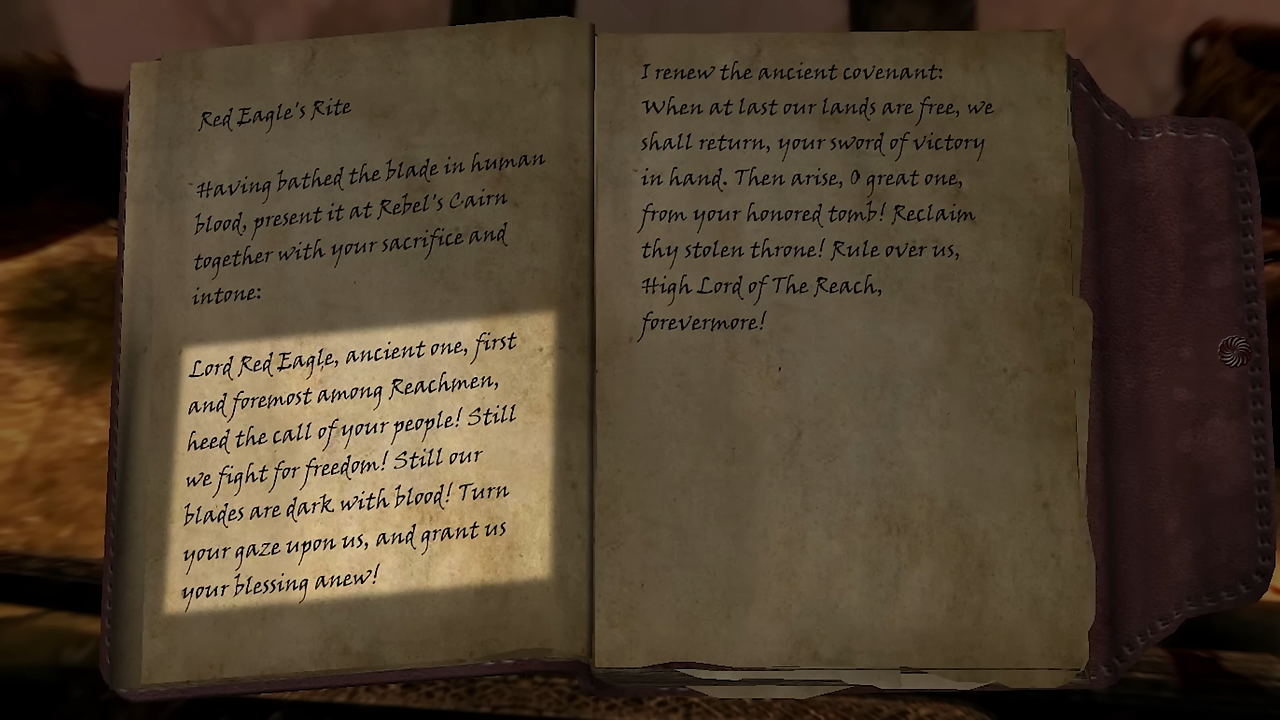 Red Eagle's Rite
Having bathed the blade in human
blood, present it at Rebel's Cairn
together with your sacrifice and
intone:
Lord Red Eagle, ancient one, first
and foremost among Reachmen,
heed the call of your people! Still
we fight for freedom! Still our
blades are dark with blood! Turn
your gaze upon us, and grant us
your blessing anew!
I renew the ancient covenant:
When at last our lands are free, we
shall return, your sword of victory
in hand. Then arise, O great one,
from your honored tomb! Reclaim
thy stolen throne! Rule over us,
High Lord of The Reach,
forevermore!